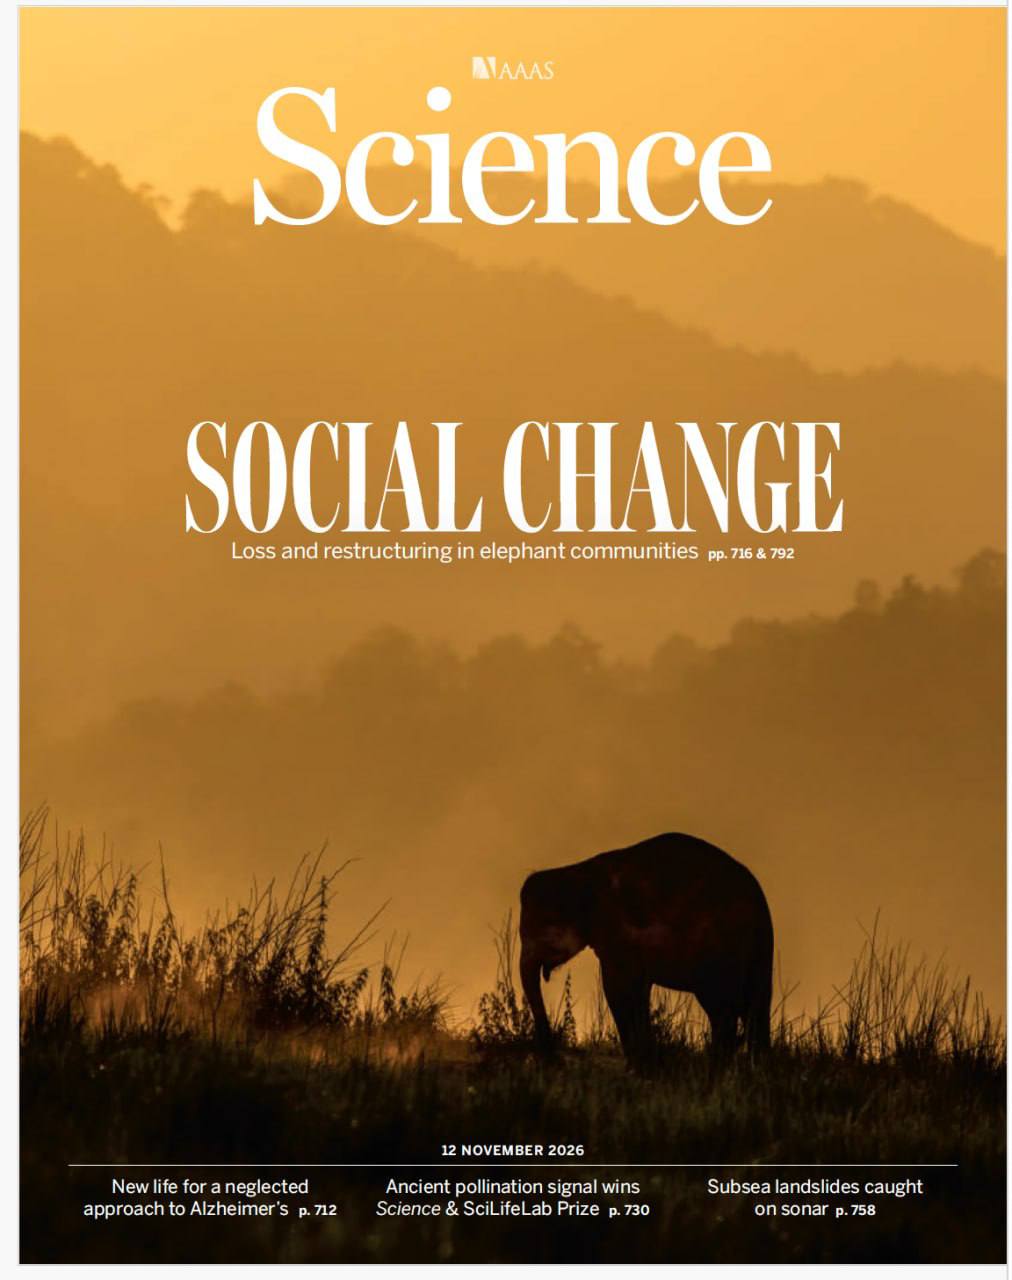 AAAS
Science
SOCIAL CHANGE
Loss and restructuring in elephant communities pp. 716 & 792
12 NOVEMBER 2026
New life for a neglected
approach to Alzheimer's p. 712
Ancient pollination signal wins
Science & SciLifeLab Prize p. 730
Subsea landslides caught
on sonar p. 758